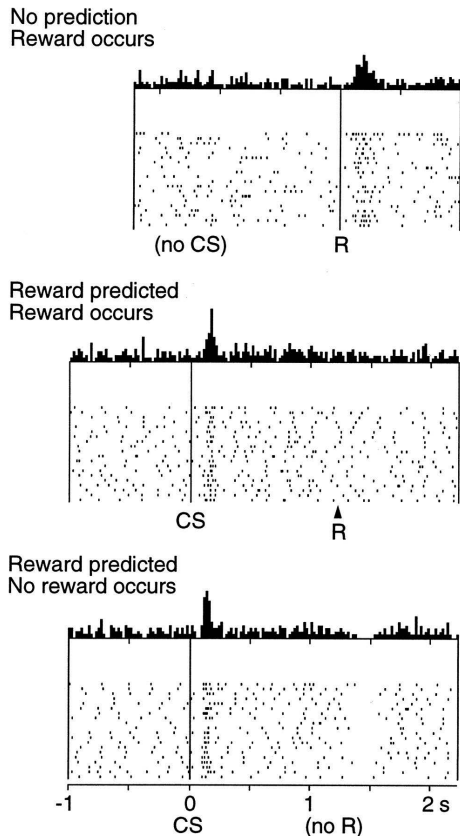 No prediction
Reward occurs
(no CS) R
Reward predicted
Reward occurs
CS R
Reward predicted
No reward occurs
-1 0 1 2 s
CS (no R)